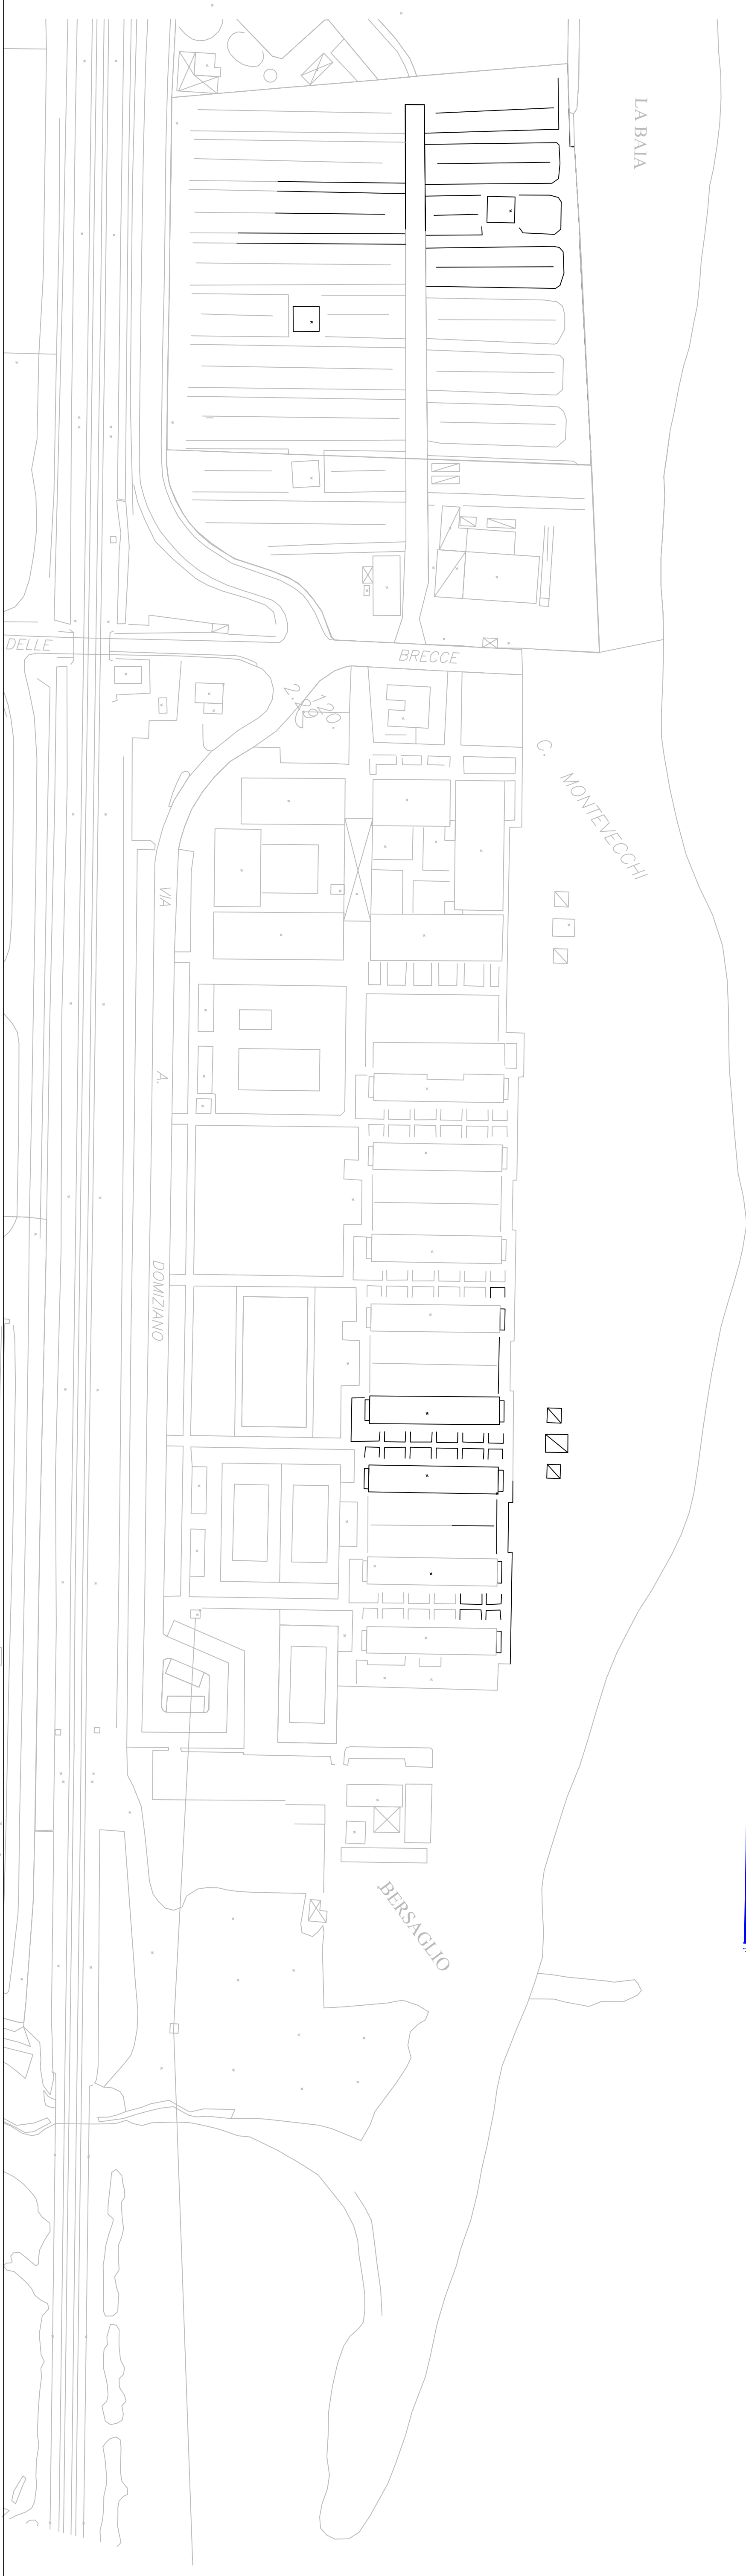 LA BAIA
DELLE
BRECCE
C. MONTEVECCHI
VIA
A.
DOMIZIANO
BERSAGLIO